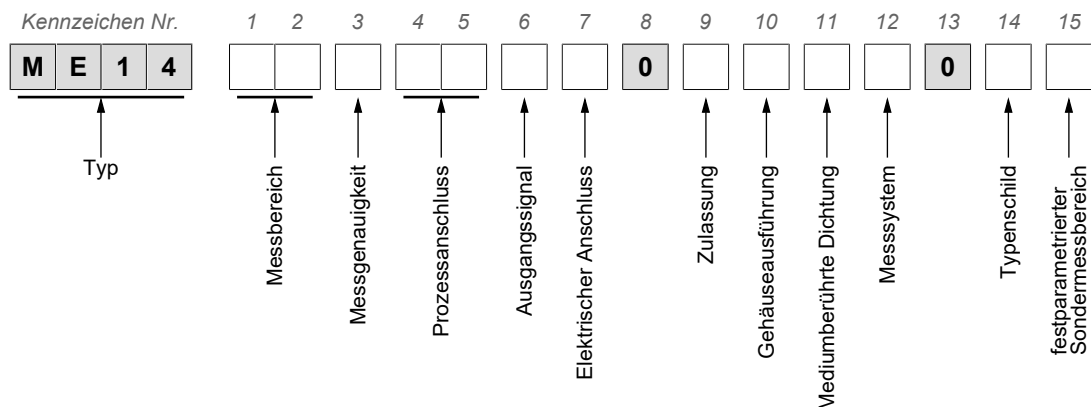 Kennzeichen Nr. 1 2 3 4 5 6 7 8 9 10 11 12 13 14 15
M E 1 4 0 0
Typ
Messbereich
Messgenauigkeit
Prozessanschluss
Ausgangssignal
Elektrischer Anschluss
Zulassung
Gehäuseausführung
Mediumberührte Dichtung
Messsystem
Typenschild
festparametrierter
Sondermessbereich